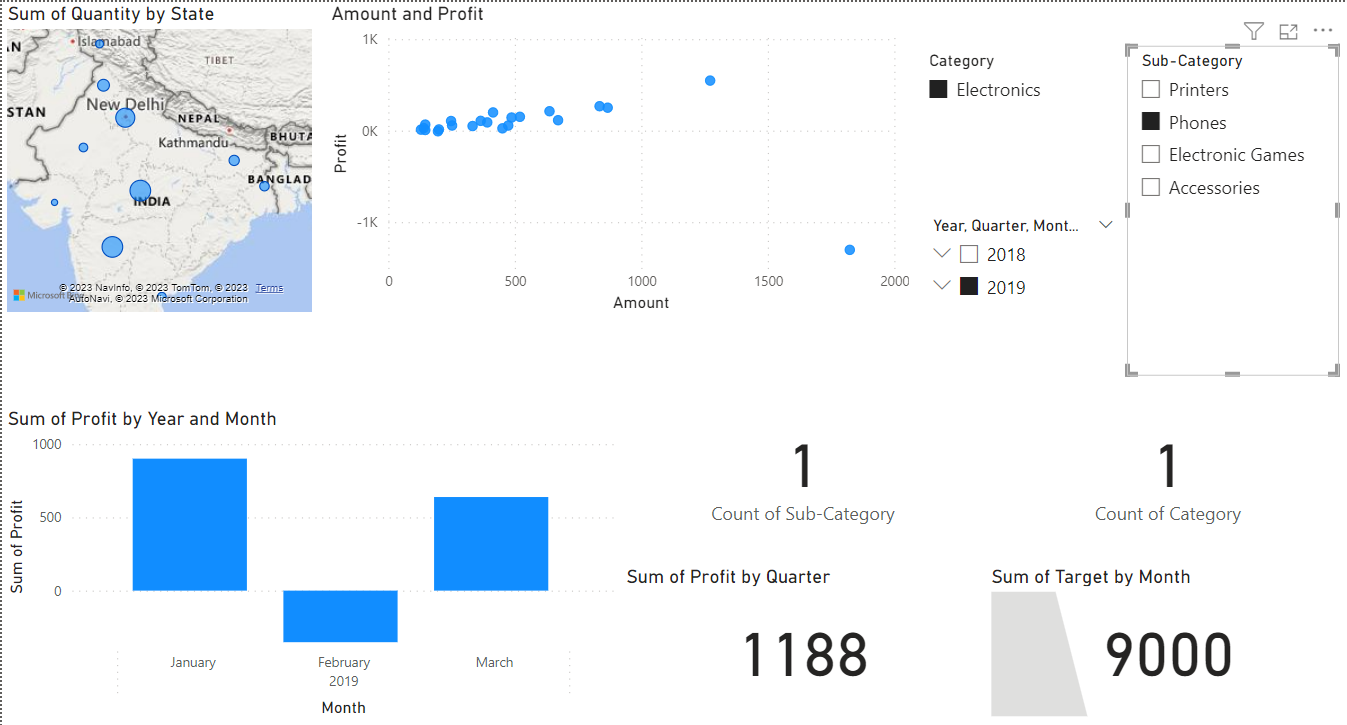 Sum of Quantity by State
Islamabad
AN
TIBET
New Delhi
STAN
NEPAL
BHUTA
Kathmandu
BANGLAD
INDIA
© 2023 NavInfo, © 2023 TomTom, © 2023 Terms
Microsoft
AutoNavi, © 2023 Microsoft Corporation
Amount and Profit
1K
0K
-1K
Profit
0 500 1000 1500 2000
Amount
Category
Electronics
Year, Quarter, Mont...
2018
2019
Sub-Category
Printers
Phones
Electronic Games
Accessories
Sum of Profit by Year and Month
1000
500
0
Sum of Profit
January February March
2019
Month
1
Count of Sub-Category
1
Count of Category
Sum of Profit by Quarter
1188
Sum of Target by Month
9000